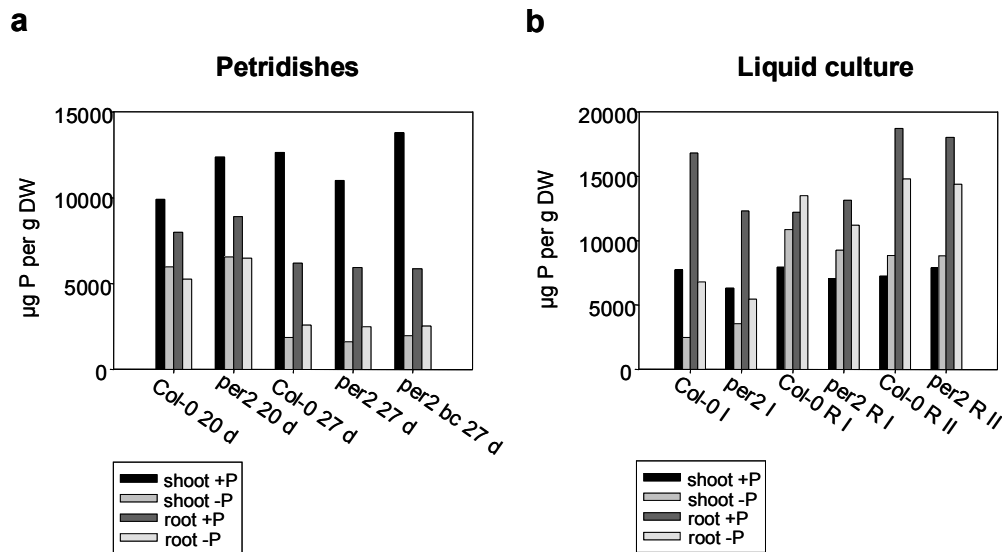 a
Petridishes
15000
10000
5000
0
µg P per g DW
Col-0 20 d
per2 20 d
Col-0 27 d
per2 27 d
per2 bc 27 d
shoot +P
shoot -P
root +P
root -P
b
Liquid culture
20000
15000
10000
5000
0
µg P per g DW
Col-0 I
per2 I
Col-0 R I
per2 R I
Col-0 R II
per2 R II
shoot +P
shoot -P
root +P
root -P